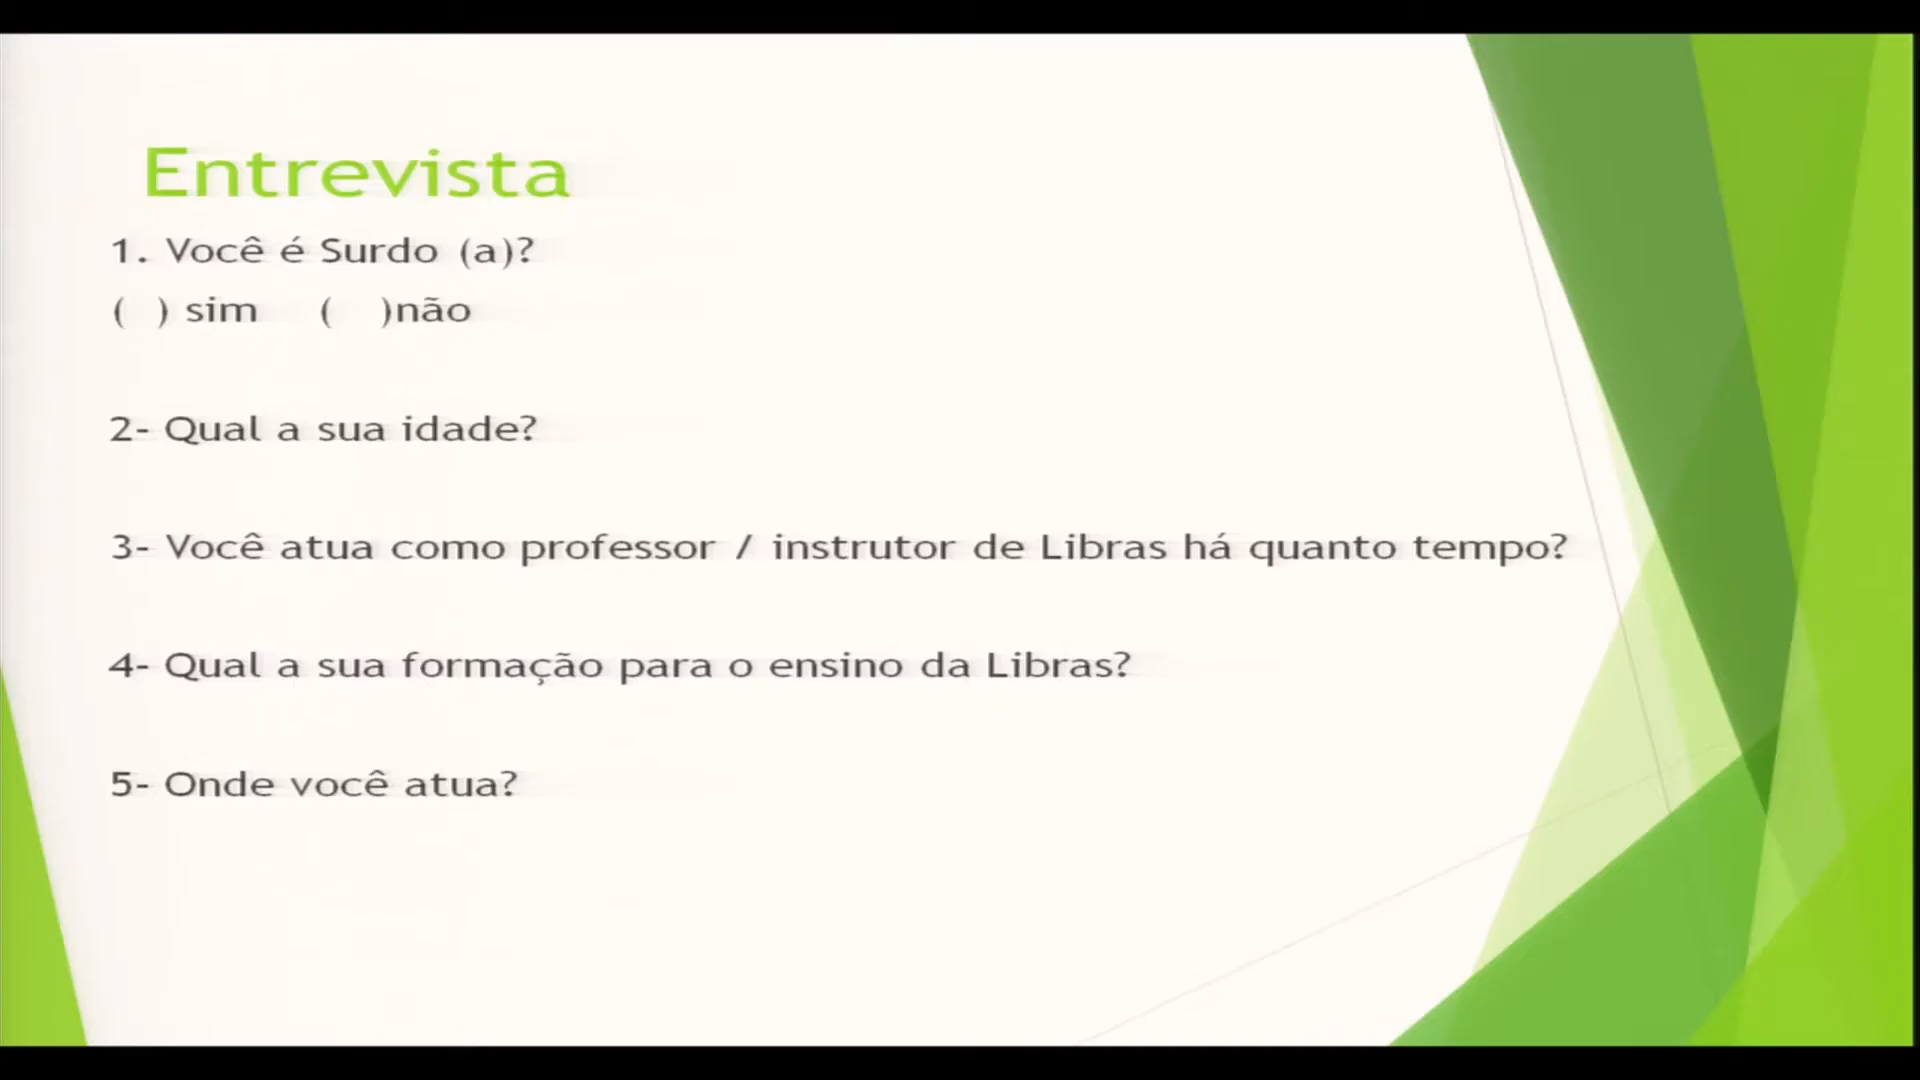 Entrevista
1. Você é Surdo (a)?
(  ) sim    (   )não
2- Qual a sua idade?
3- Você atua como professor / instrutor de Libras há quanto tempo?
4- Qual a sua formação para o ensino da Libras?
5- Onde você atua?